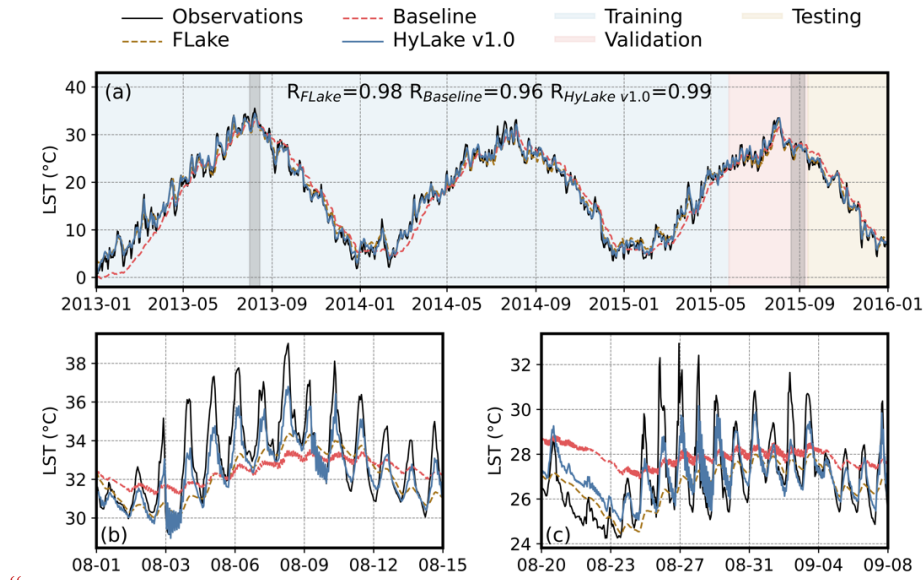 Observations Baseline Training Testing
FLake HyLake v1.0 Validation
(a) R_FLake=0.98 R_Baseline=0.96 R_HyLake v1.0=0.99
LST (°C)
40
30
20
10
0
2013-01 2013-05 2013-09 2014-01 2014-05 2014-09 2015-01 2015-05 2015-09 2016-01
LST (°C)
38
36
34
32
30
(b)
08-01 08-03 08-06 08-09 08-12 08-15
LST (°C)
32
30
28
26
24
(c)
08-20 08-23 08-27 08-31 09-04 09-08
“